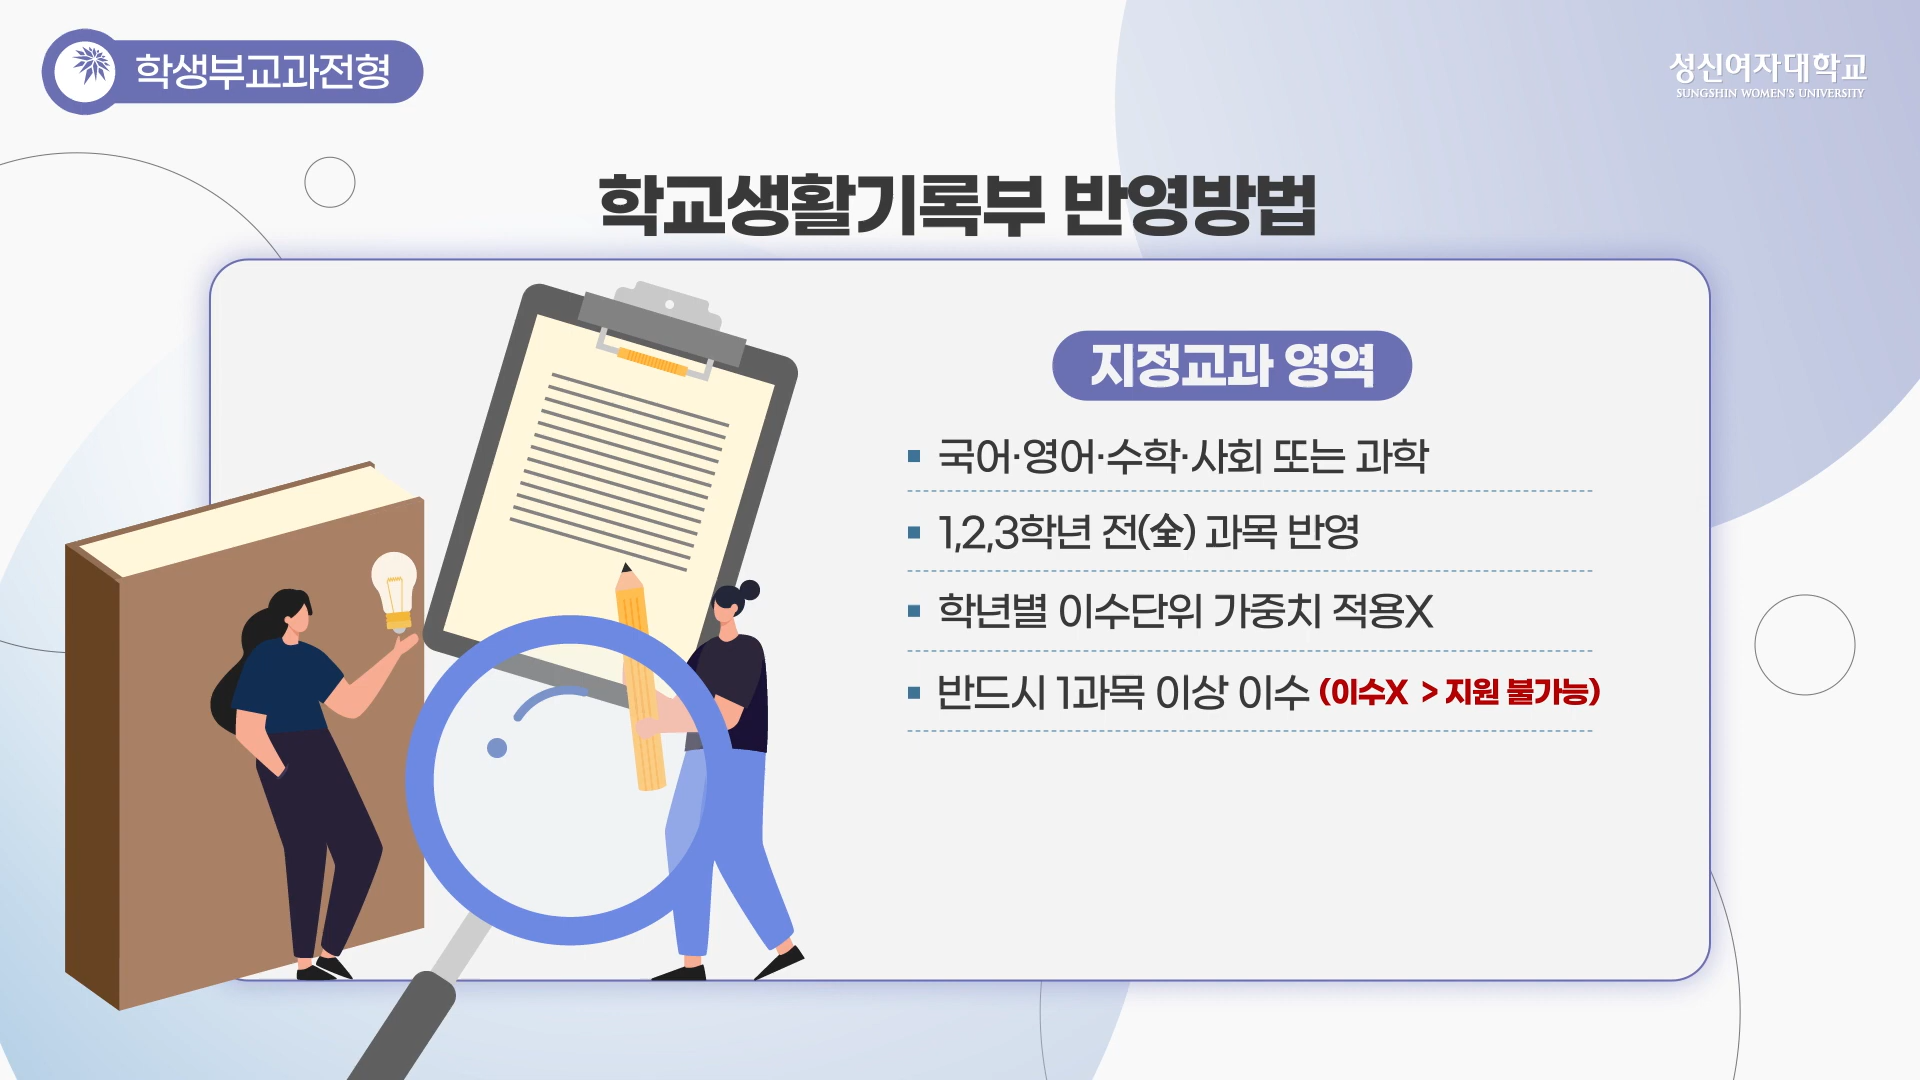 학생부교과전형
성신여자대학교
SUNGSHIN WOMEN'S UNIVERSITY
학교생활기록부 반영방법
지정교과 영역
국어·영어·수학·사회 또는 과학
1,2,3학년 전(全) 과목 반영
학년별 이수단위 가중치 적용X
반드시 1과목 이상 이수 (이수X > 지원 불가능)